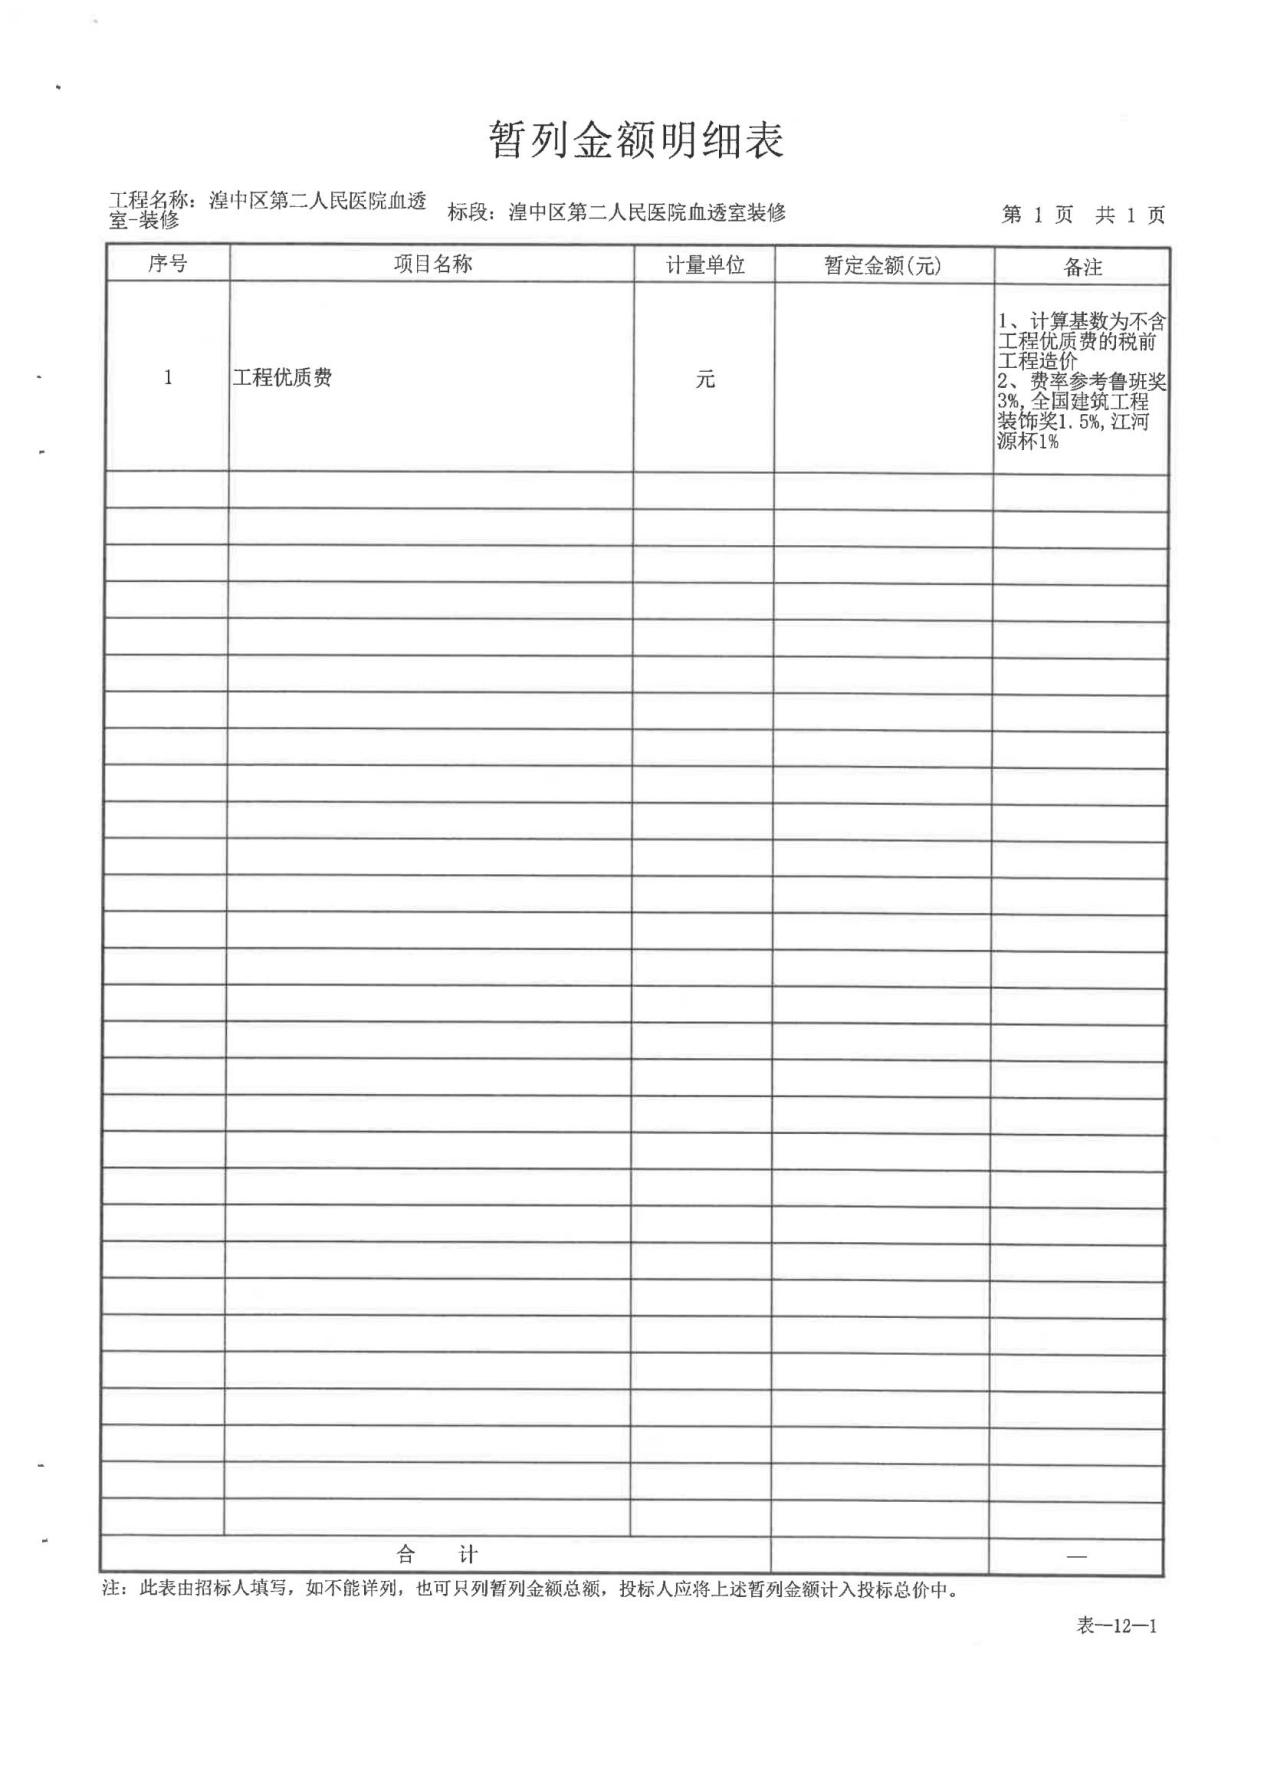 暂列金额明细表
工程名称：湟中区第二人民医院血透
室-装修
标段：湟中区第二人民医院血透室装修
第 1 页 共 1 页
序号 项目名称 计量单位 暂定金额(元) 备注
1 工程优质费 元
1、计算基数为不含
工程优质费的税前
工程造价
2、费率参考鲁班奖
3%,全国建筑工程
装饰奖1.5%,江河
源杯1%
合 计 —
注：此表由招标人填写，如不能详列，也可只列暂列金额总额，投标人应将上述暂列金额计入投标总价中。
表—12—1